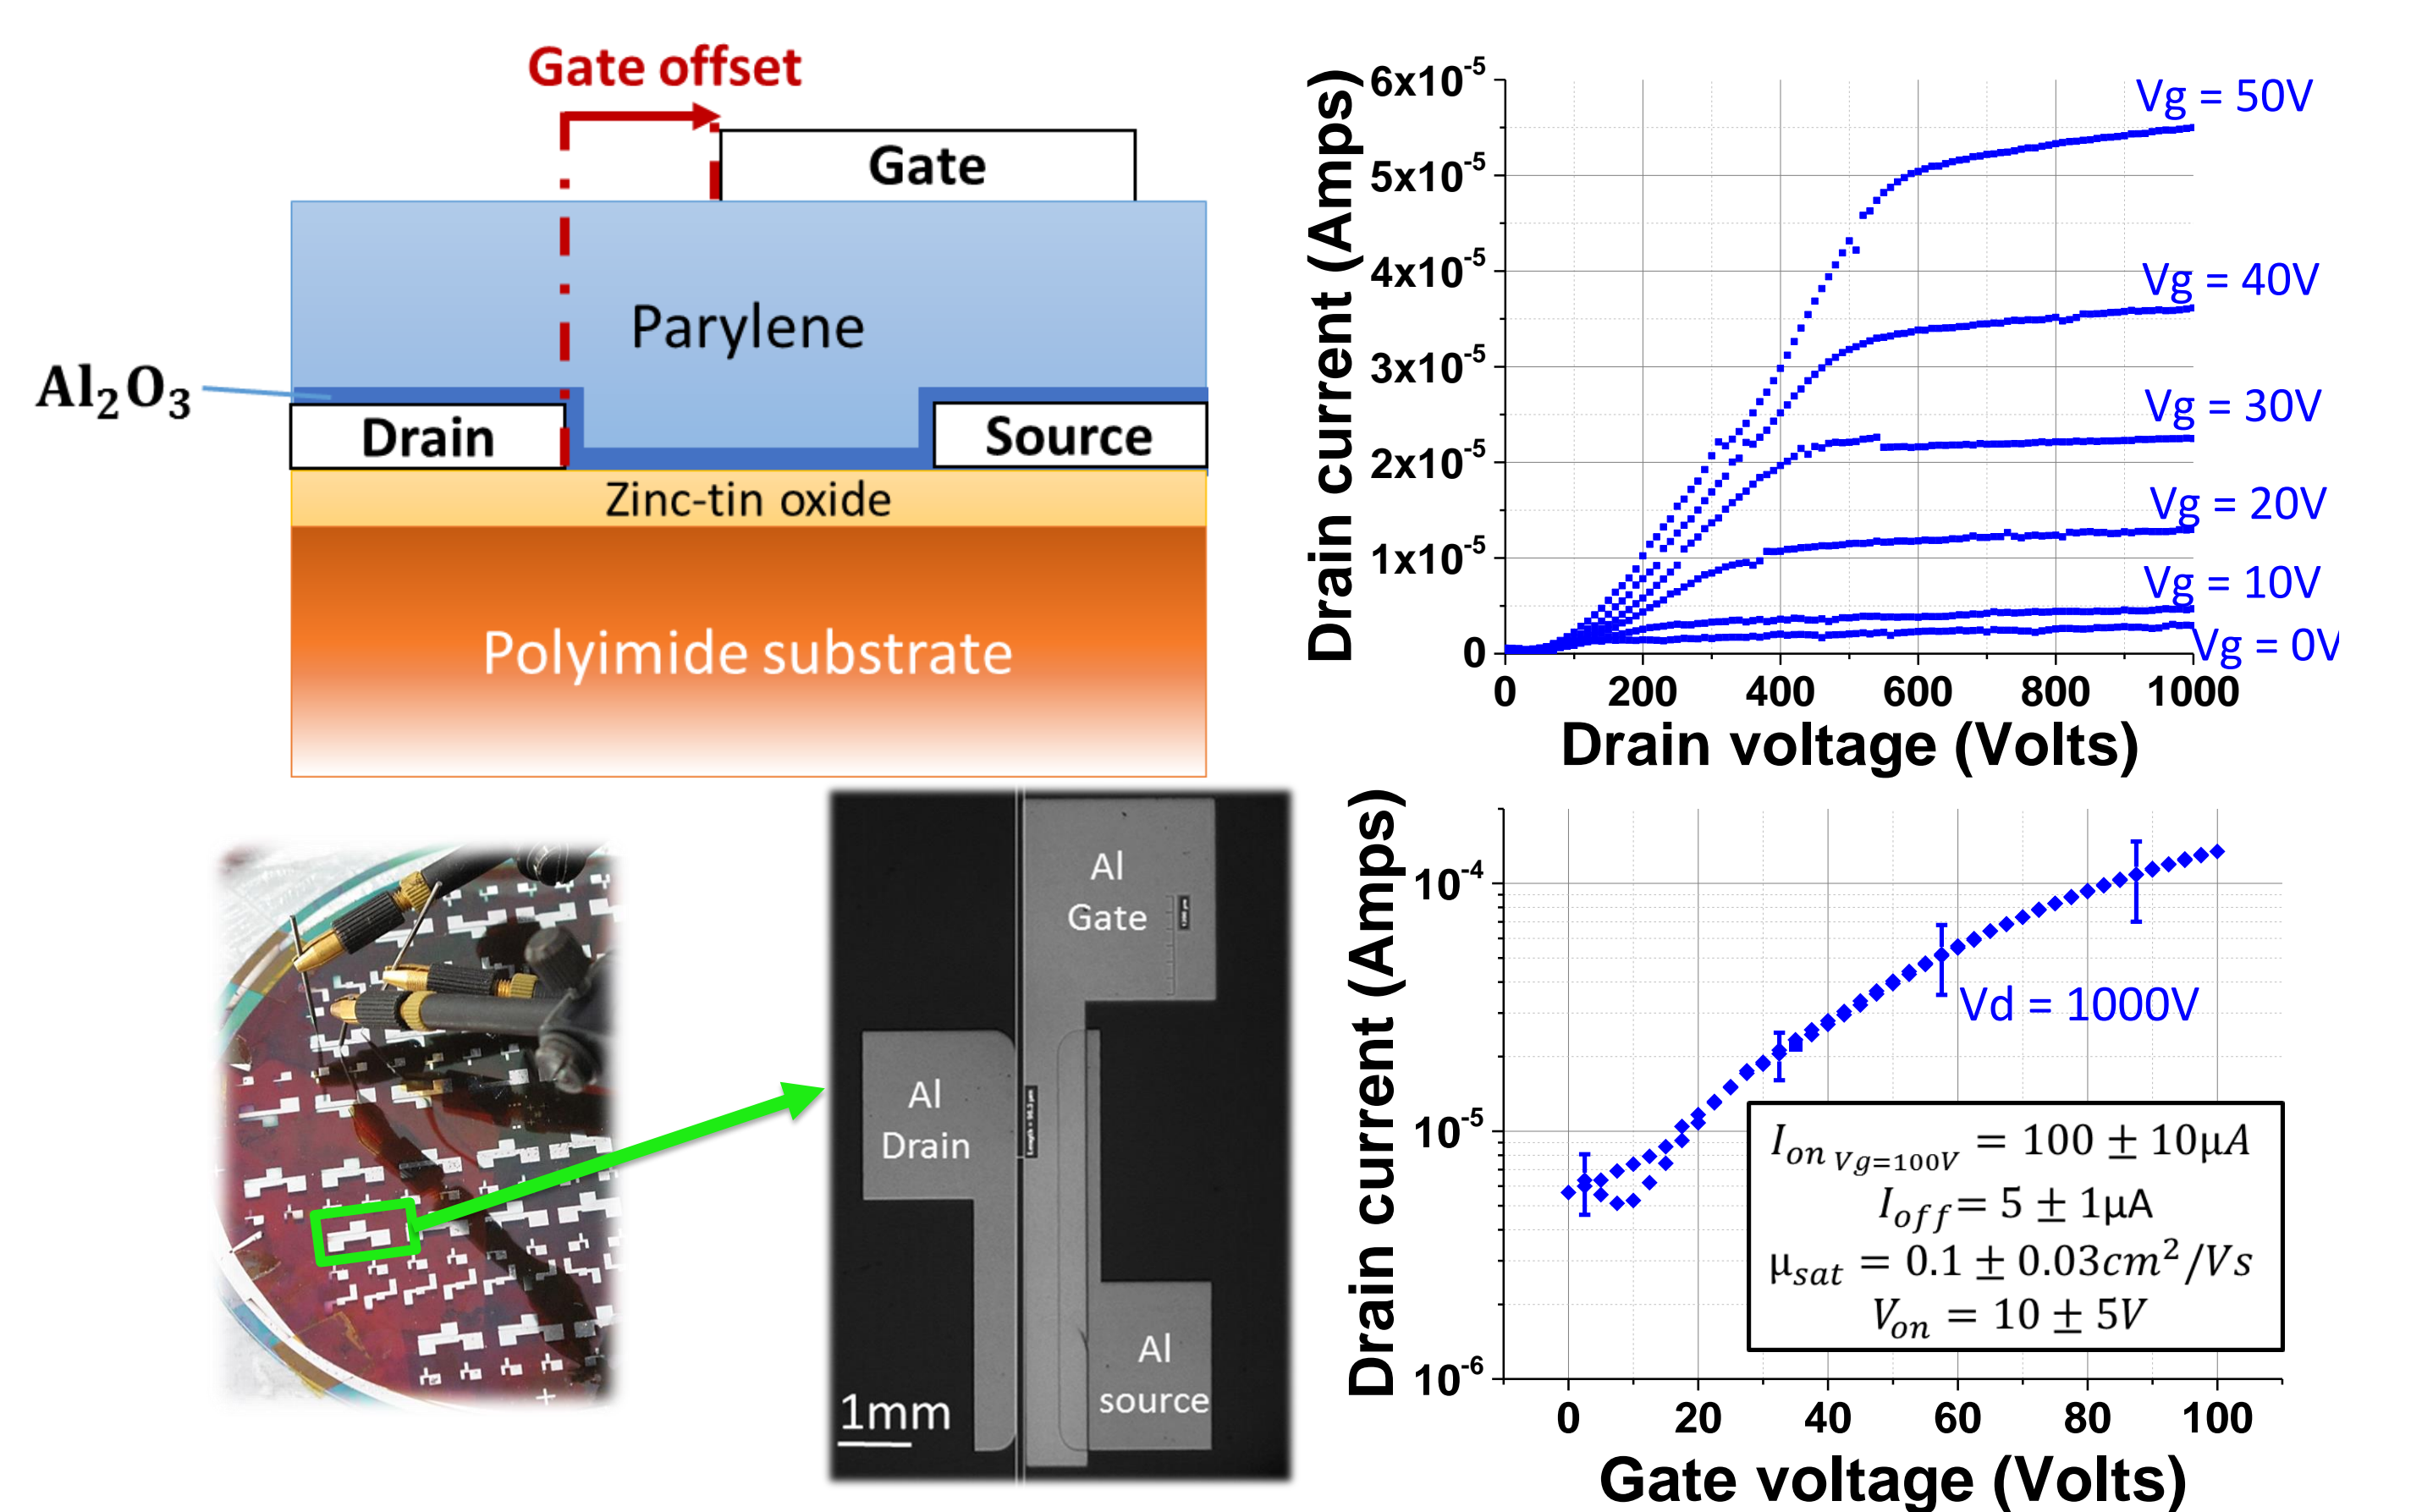 Gate offset
Gate
Parylene
Al₂O₃
Drain
Source
Zinc-tin oxide
Polyimide substrate
Drain current (Amps)
6x10⁻⁵
5x10⁻⁵
4x10⁻⁵
3x10⁻⁵
2x10⁻⁵
1x10⁻⁵
0
Vg = 50V
Vg = 40V
Vg = 30V
Vg = 20V
Vg = 10V
Vg = 0V
0 200 400 600 800 1000
Drain voltage (Volts)
Al
Gate
Al
Drain
Al
source
1mm
Drain current (Amps)
10⁻⁴
10⁻⁵
10⁻⁶
Vd = 1000V
I_on Vg=100V = 100 ± 10µA
I_off = 5 ± 1µA
µ_sat = 0.1 ± 0.03cm²/Vs
V_on = 10 ± 5V
0 20 40 60 80 100
Gate voltage (Volts)